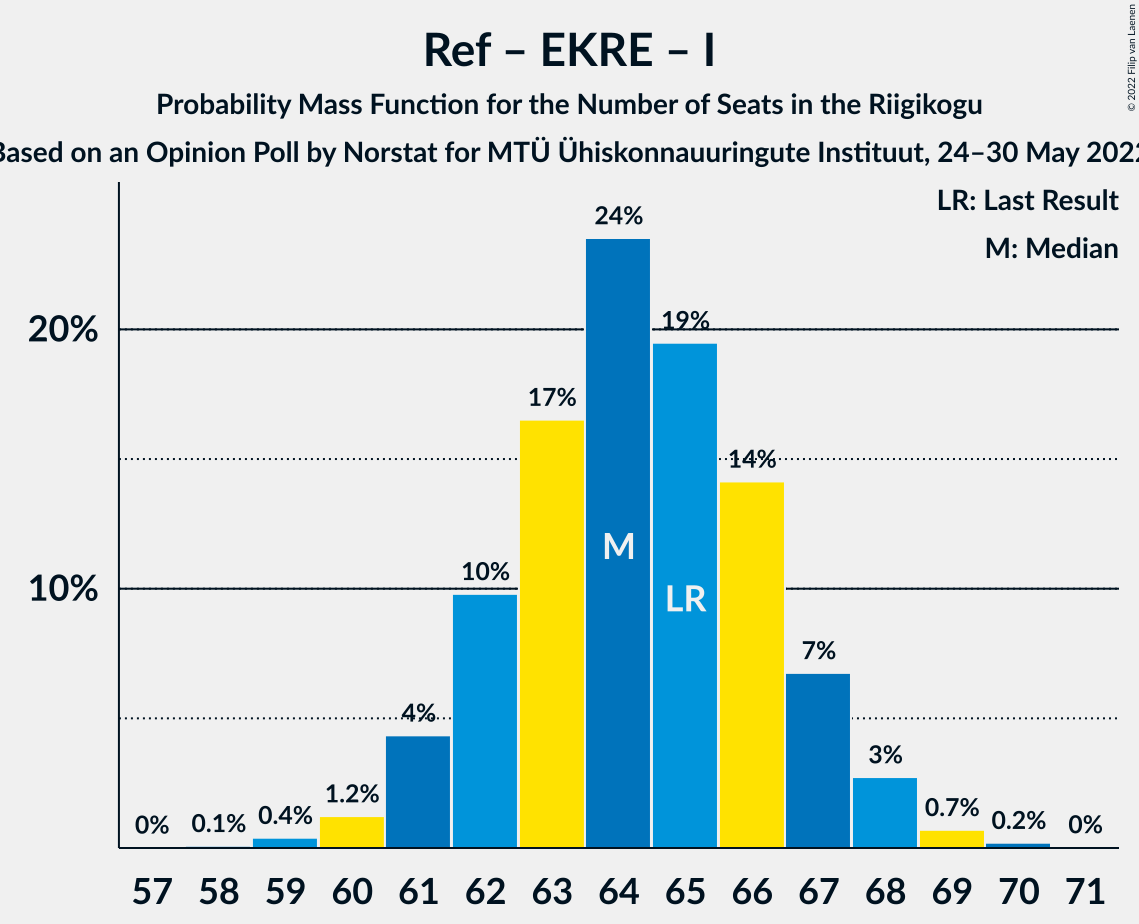 Ref – EKRE – I
Probability Mass Function for the Number of Seats in the Riigikogu
Based on an Opinion Poll by Norstat for MTÜ Ühiskonnauuringute Instituut, 24–30 May 2022
© 2022 Filip van Laenen
LR: Last Result
M: Median
20%
10%
0%
0.1%
0.4%
1.2%
4%
10%
17%
24%
19%
14%
7%
3%
0.7%
0.2%
0%
M
LR
57 58 59 60 61 62 63 64 65 66 67 68 69 70 71